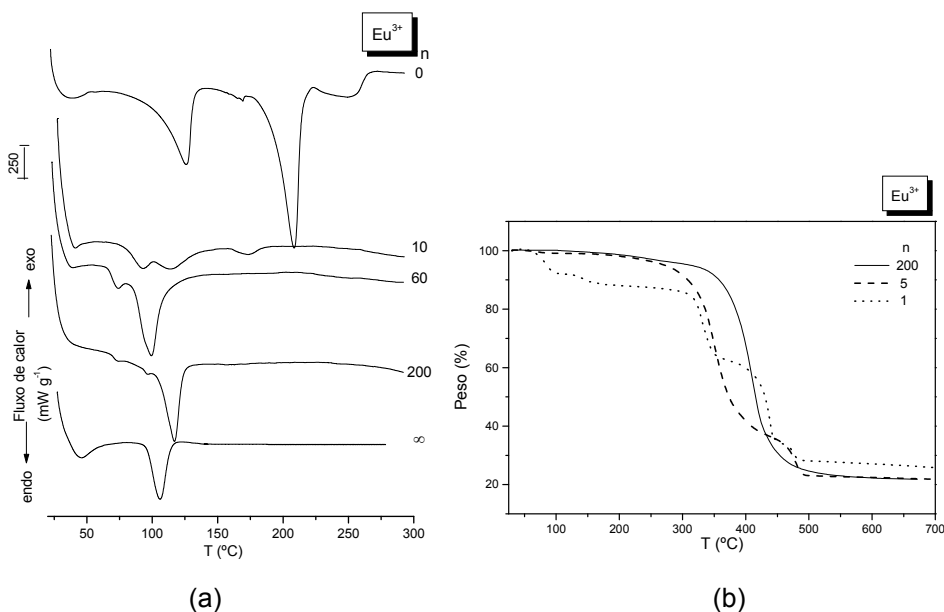 Eu³⁺
n
0
250
10
60
200
∞
endo ← Fluxo de calor → exo
(mW g⁻¹)
50 100 150 200 250 300
T (ºC)
(a)
Eu³⁺
n
200
5
1
100
80
60
40
20
Peso (%)
100 200 300 400 500 600 700
T (ºC)
(b)